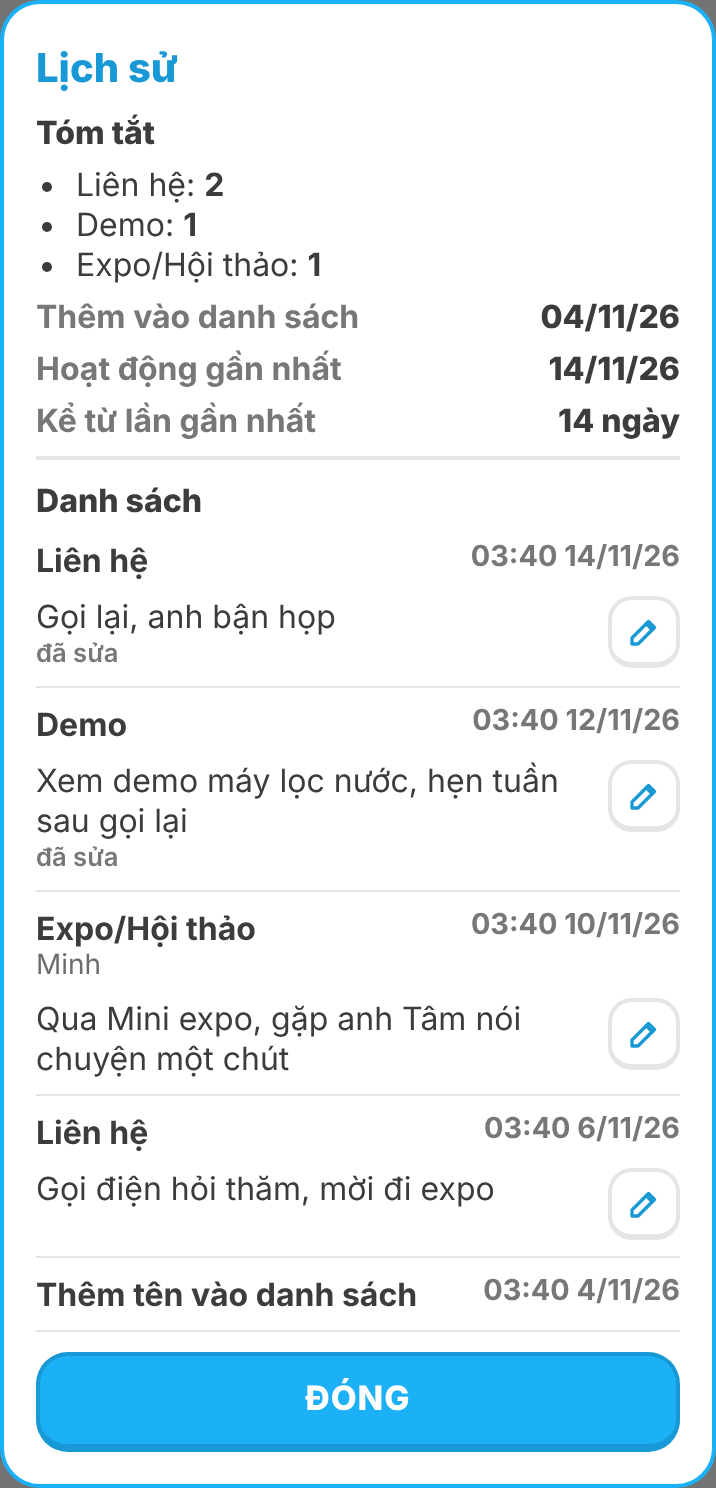 Lịch sử
Tóm tắt
• Liên hệ: 2
• Demo: 1
• Expo/Hội thảo: 1
Thêm vào danh sách 04/11/26
Hoạt động gần nhất 14/11/26
Kể từ lần gần nhất 14 ngày
Danh sách
Liên hệ 03:40 14/11/26
Gọi lại, anh bận họp
đã sửa
Demo 03:40 12/11/26
Xem demo máy lọc nước, hẹn tuần
sau gọi lại
đã sửa
Expo/Hội thảo 03:40 10/11/26
Minh
Qua Mini expo, gặp anh Tâm nói
chuyện một chút
Liên hệ 03:40 6/11/26
Gọi điện hỏi thăm, mời đi expo
Thêm tên vào danh sách 03:40 4/11/26
ĐÓNG